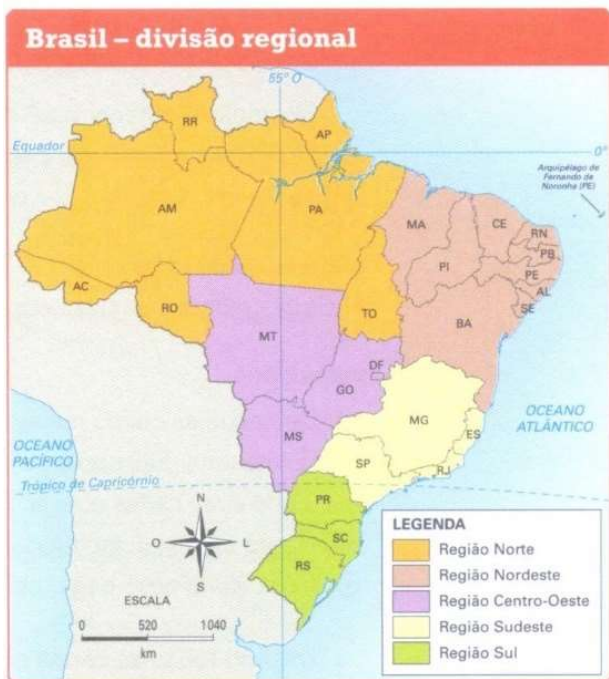 Brasil – divisão regional
55º O
RR
AP
Equador
0º
Arquipélago de
Fernando de
Noronha (PE)
AM
PA
MA
CE
RN
PB
PI
PE
AL
SE
AC
RO
TO
BA
MT
DF
GO
MG
ES
MS
SP
RJ
OCEANO
PACÍFICO
OCEANO
ATLÂNTICO
Trópico de Capricórnio
PR
SC
RS
N
O
L
S
ESCALA
0 520 1040
km
LEGENDA
Região Norte
Região Nordeste
Região Centro-Oeste
Região Sudeste
Região Sul